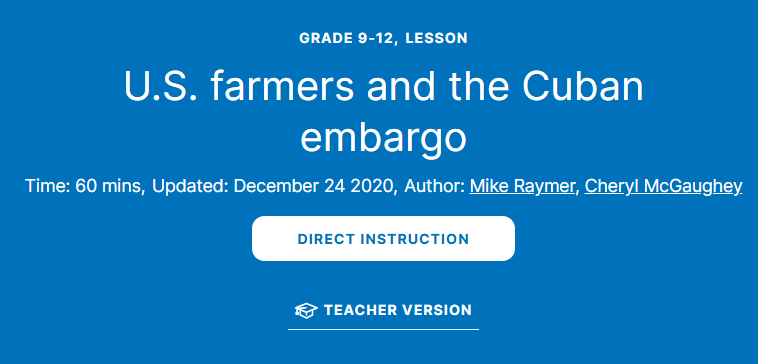 GRADE 9-12, LESSON
U.S. farmers and the Cuban
embargo
Time: 60 mins, Updated: December 24 2020, Author: Mike Raymer, Cheryl McGaughey
DIRECT INSTRUCTION
TEACHER VERSION